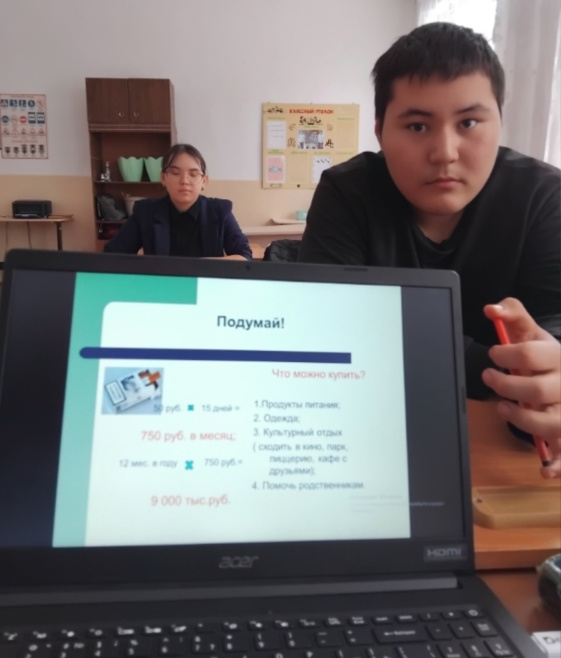 КЛАССНЫЙ УГОЛОК
Подумай!
Что можно купить?
50 руб. ✖ 15 дней =
750 руб. в месяц;
12 мес. в году ✖ 750 руб.=
9 000 тыс.руб.
1.Продукты питания;
2. Одежда;
3. Культурный отдых
( сходить в кино, парк,
пиццерию, кафе с
друзьями);
4. Помочь родственникам.
acer
HDMI